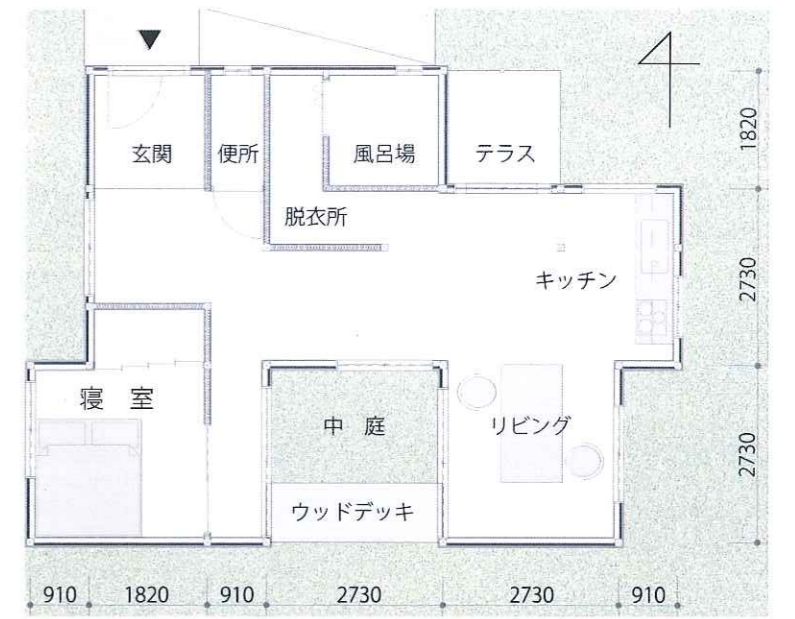 玄関
便所
風呂場
テラス
脱衣所
キッチン
寝 室
中 庭
リビング
ウッドデッキ
1820
2730
2730
910
1820
910
2730
2730
910